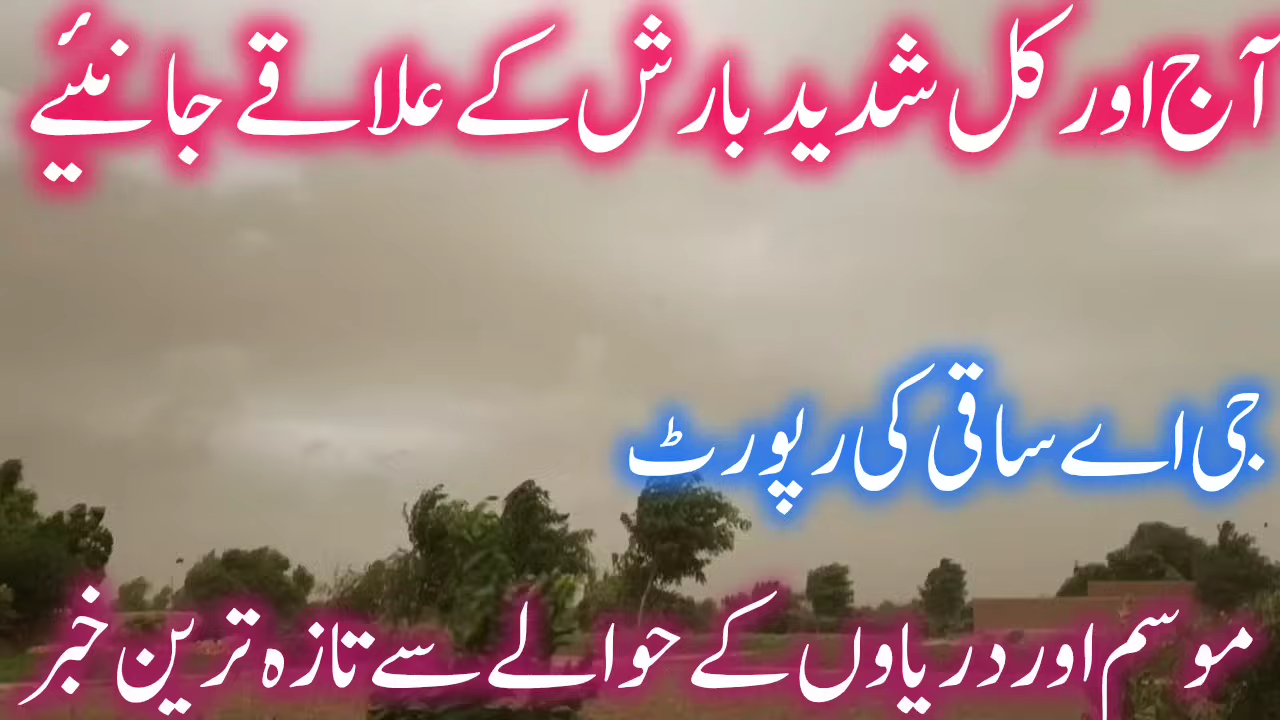 آج اور کل شدید بارش کے علاقے جانئیے
جی اے ساقی کی رپورٹ
موسم اور دریاوں کے حوالے سے تازہ ترین خبر